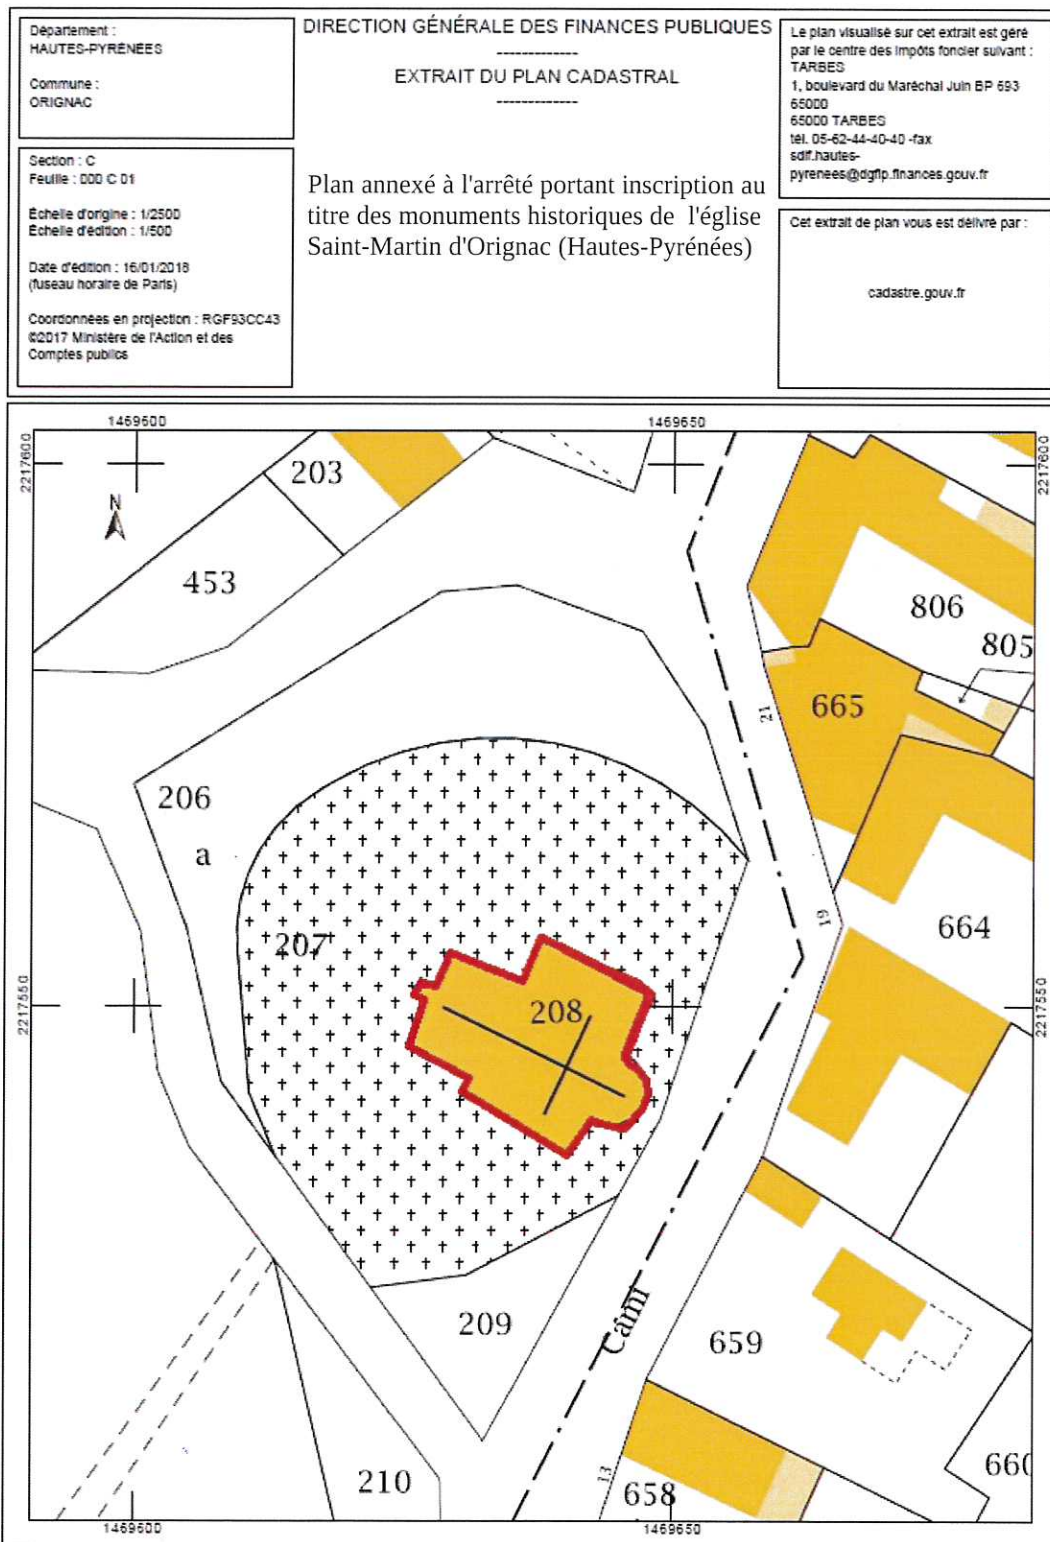 Département :
HAUTES-PYRENEES
Commune :
ORIGNAC
Section : C
Feuille : 000 C 01
Échelle d'origine : 1/2500
Échelle d'édition : 1/500
Date d'édition : 16/01/2018
(fuseau horaire de Paris)
Coordonnées en projection : RGF93CC43
©2017 Ministère de l'Action et des
Comptes publics
DIRECTION GÉNÉRALE DES FINANCES PUBLIQUES
-------------
EXTRAIT DU PLAN CADASTRAL
-------------
Plan annexé à l'arrêté portant inscription au
titre des monuments historiques de l'église
Saint-Martin d'Orignac (Hautes-Pyrénées)
Le plan visualisé sur cet extrait est géré
par le centre des impôts foncier suivant :
TARBES
1, boulevard du Maréchal Juin BP 693
65000
65000 TARBES
tél. 05-62-44-40-40 -fax
sdif.hautes-
pyrenees@dgfip.finances.gouv.fr
Cet extrait de plan vous est délivré par :
cadastre.gouv.fr
1469600
1469650
2217600
2217600
N
203
453
806
805
665
21
206
a
207
19
664
208
2217550
2217550
Cami
209
659
210
13
658
660
1469600
1469650